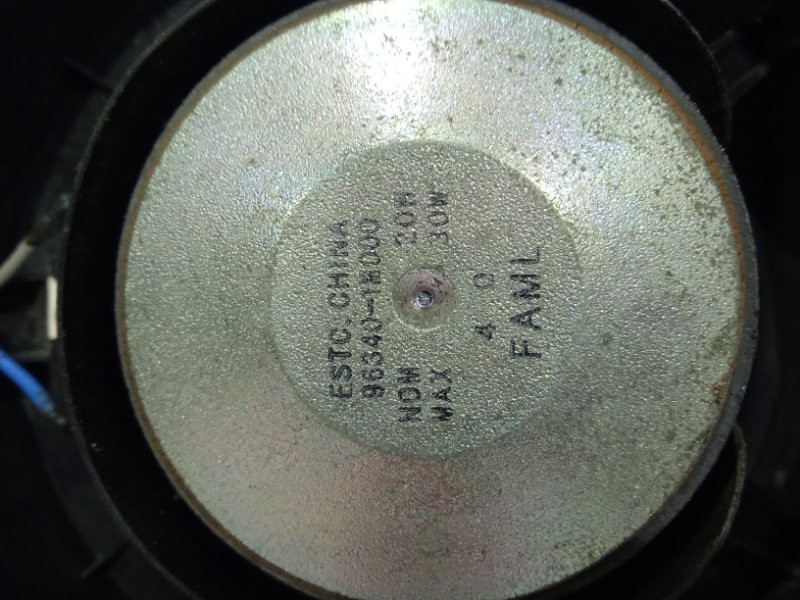 ESTC, CHINA
96340-1M000
NOM 20W
MAX 30W
4 Ω
FAML